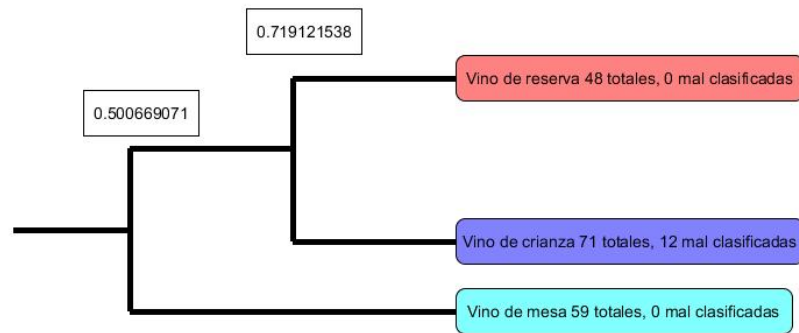 0.719121538
Vino de reserva 48 totales, 0 mal clasificadas
0.500669071
Vino de crianza 71 totales, 12 mal clasificadas
Vino de mesa 59 totales, 0 mal clasificadas